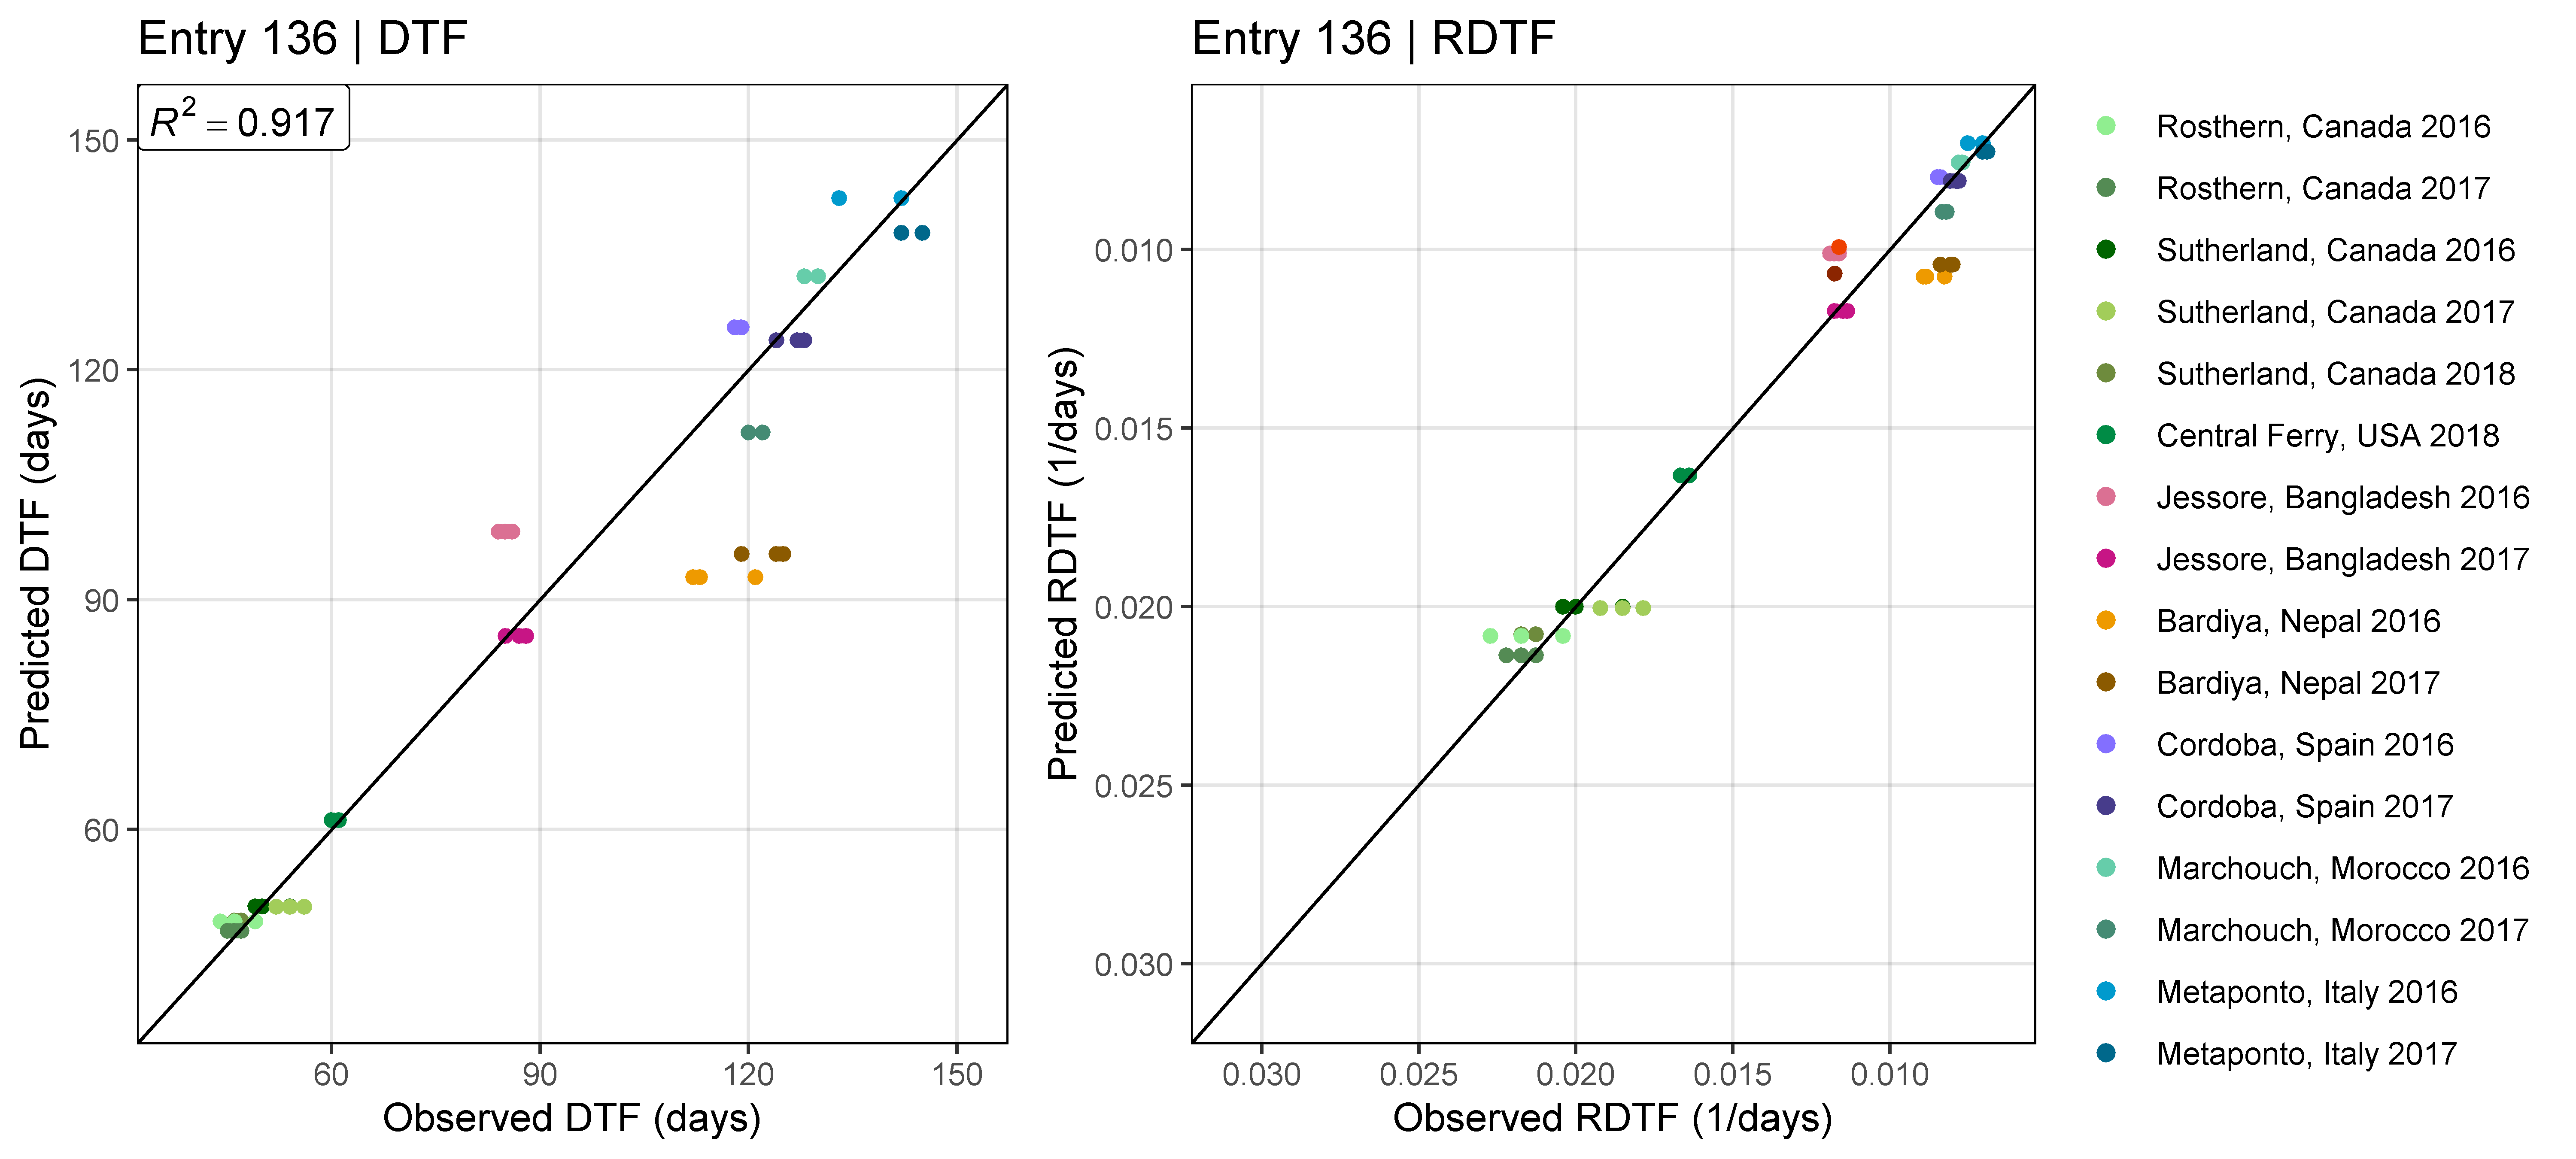 Entry 136 | DTF
R² = 0.917
150
120
90
60
60 90 120 150
Observed DTF (days)
Predicted DTF (days)
Entry 136 | RDTF
0.010
0.015
0.020
0.025
0.030
0.030 0.025 0.020 0.015 0.010
Observed RDTF (1/days)
Predicted RDTF (1/days)
Rosthern, Canada 2016
Rosthern, Canada 2017
Sutherland, Canada 2016
Sutherland, Canada 2017
Sutherland, Canada 2018
Central Ferry, USA 2018
Jessore, Bangladesh 2016
Jessore, Bangladesh 2017
Bardiya, Nepal 2016
Bardiya, Nepal 2017
Cordoba, Spain 2016
Cordoba, Spain 2017
Marchouch, Morocco 2016
Marchouch, Morocco 2017
Metaponto, Italy 2016
Metaponto, Italy 2017